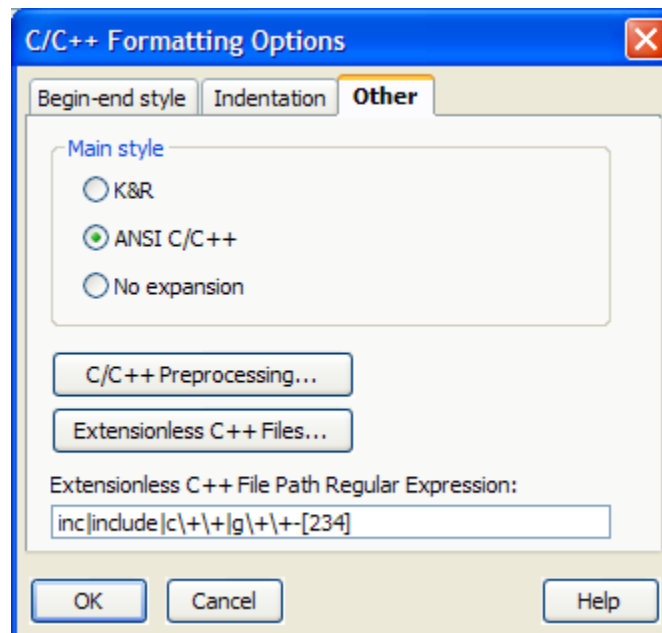 C/C++ Formatting Options
Begin-end style Indentation Other
Main style
K&R
ANSI C/C++
No expansion
C/C++ Preprocessing...
Extensionless C++ Files...
Extensionless C++ File Path Regular Expression:
inc|include|c\+\+|g\+\+-[234]
OK Cancel Help